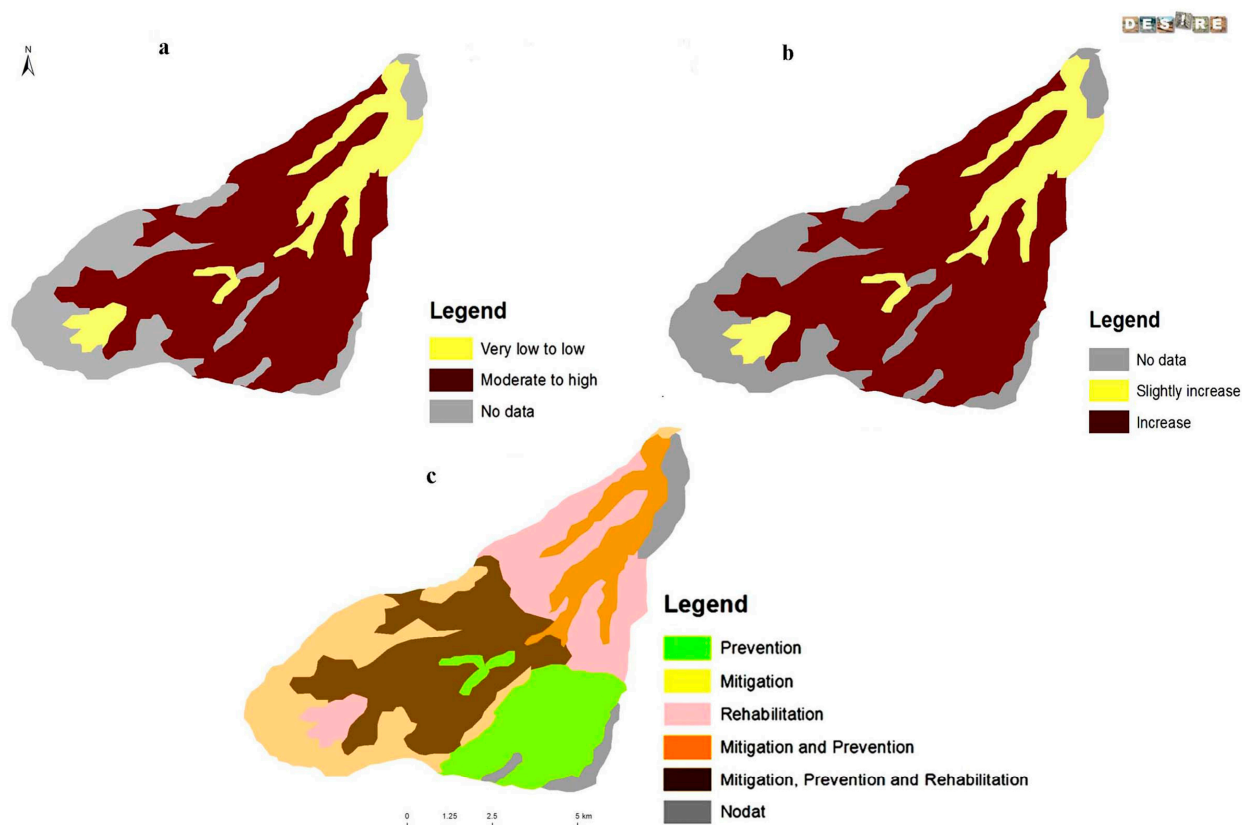 DESIRE
a
b
N
Legend
Very low to low
Moderate to high
No data
Legend
No data
Slightly increase
Increase
c
Legend
Prevention
Mitigation
Rehabilitation
Mitigation and Prevention
Mitigation, Prevention and Rehabilitation
Nodat
0 1.25 2.5 5 km